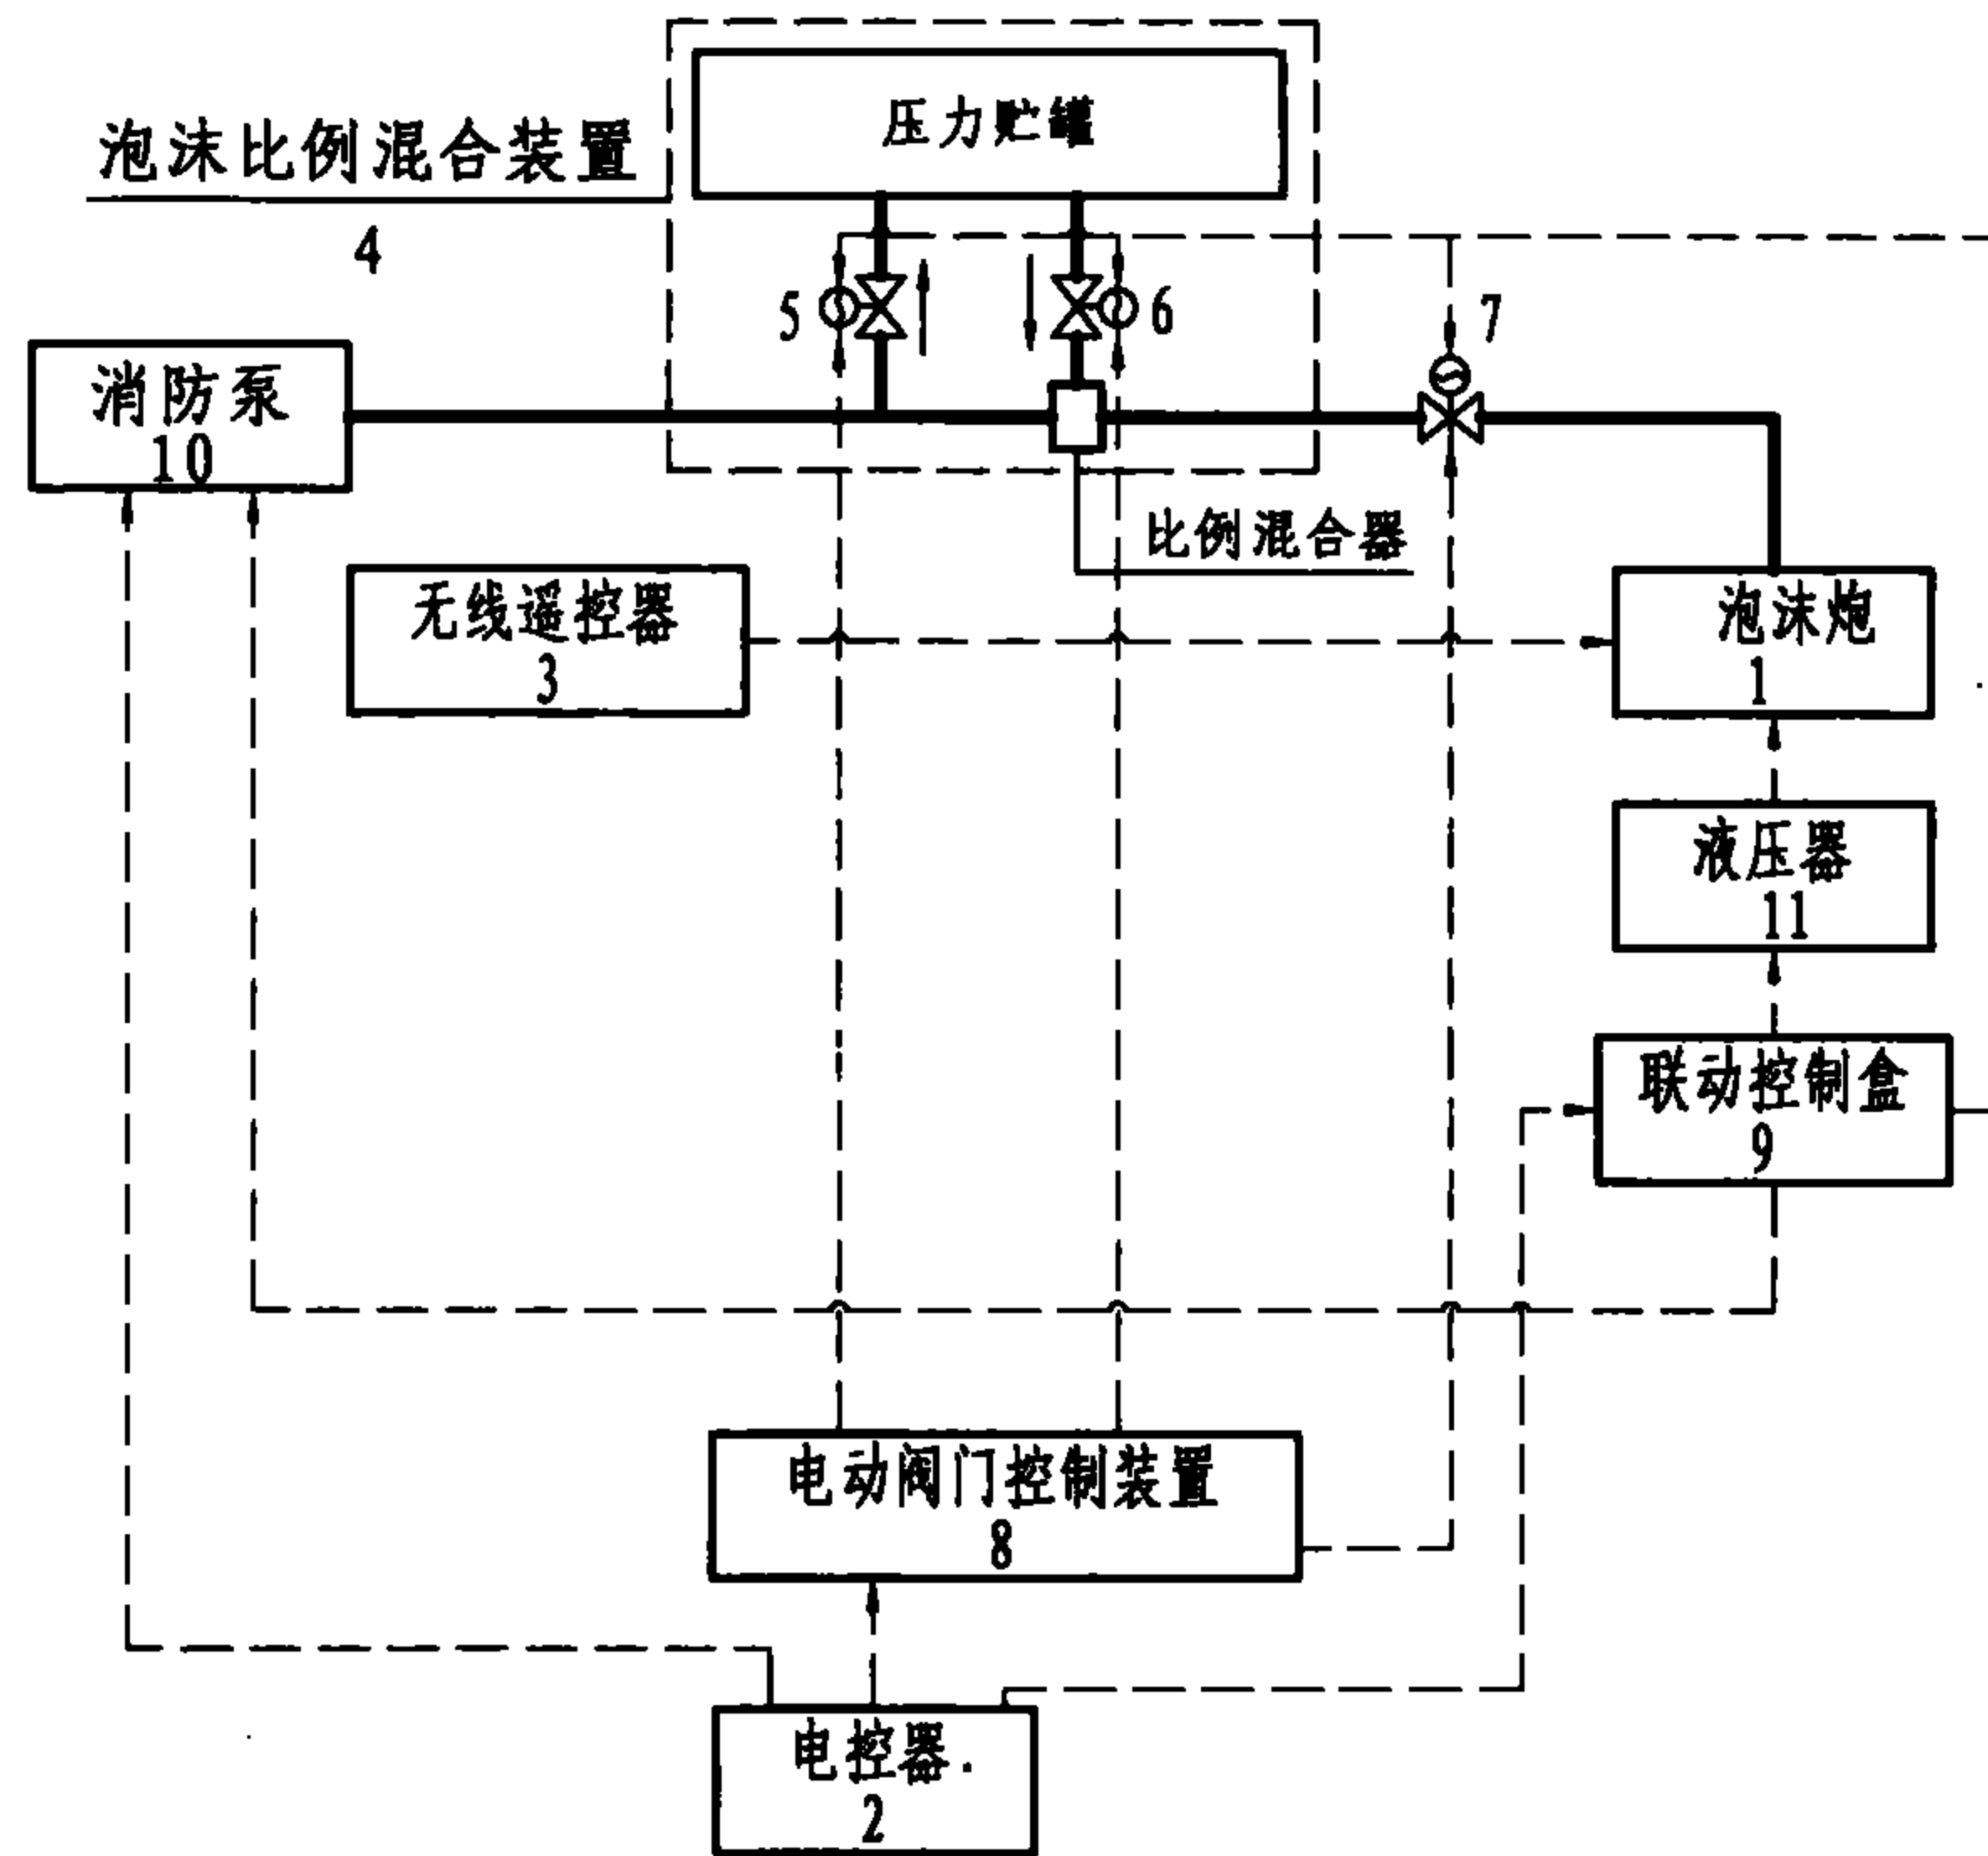 压力贮罐
泡沫比例混合装置
4
5
6
7
消防泵
10
比例混合器
无线遥控器
3
泡沫炮
1
液压器
11
联动控制盒
9
电动阀门控制装置
8
电控器
2